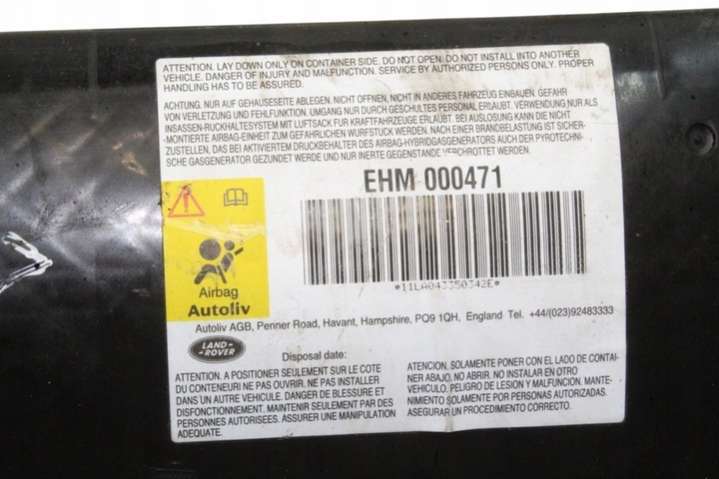 ATTENTION. LAY DOWN ONLY ON CONTAINER SIDE. DO NOT OPEN. DO NOT INSTALL INTO ANOTHER
VEHICLE. DANGER OF INJURY AND MALFUNCTION. SERVICE BY AUTHORIZED PERSONS ONLY. PROPER
HANDLING HAS TO BE ASSURED.
ACHTUNG. NUR AUF GEHAUSESEITE ABLEGEN, NICHT OFFNEN, NICHT IN ANDERES FAHRZEUG EINBAUEN. GEFAHR
VON VERLETZUNG UND FEHLFUNKTION. UMGANG NUR DURCH GESCHULTES PERSONAL ERLAUBT. VERWENDUNG NUR ALS
INSASSEN-RUCKHALTESYSTEM MIT LUFTSACK FUR KRAFTFAHRZEUGE ERLAUBT. BEI AUSLOSUNG KANN DIE NICHT
-MONTIERTE AIRBAG-EINHEIT ZUM GEFAHRLICHEN WURFSTUCK WERDEN. NACH EINER BRANDBELASTUNG IST SICHER-
ZUSTELLEN, DAS BEI AKTIVIERTEM DRUCKBEHALTER DES AIRBAG-HYBRIDGASGENERATORS AUCH DER PYROTECHNI-
SCHE GASGENERATOR GEZUNDET WERDE UND NUR INERTE GEGENSTANDE VERSCHROTTET WERDEN.
EHM 000471
*11LA043350342E*
Airbag
Autoliv
Autoliv AGB, Penner Road, Havant, Hampshire, PO9 1QH, England Tel. +44/(023)92483333
LAND-
-ROVER
Disposal date:
ATTENTION. A POSITIONER SEULEMENT SUR LE COTE
DU CONTENEURI NE PAS OUVRIR. NE PAS INSTALLER
DANS UN AUTRE VEHICULE. DANGER DE BLESSURE ET
DISFONCTIONNEMENT. MAINTENIR SEULEMENT PAR DES
PERSONNES AUTORISEES. ASSURER UNE MANIPULATION
ADEQUATE.
ATENCION. SOLAMENTE PONER CON EL LADO DE CONTAI-
NER ABAJO, NO ABRIR. NO INSTALAR EN OTRO
VEHICULO. PELIGRO DE LESION Y MALFUNCION. MANTE-
NIMIENTO SOLAMENTE POR PERSONAS AUTORIZADAS.
ASEGURAR UN PROCEDIMIENTO CORRECTO.